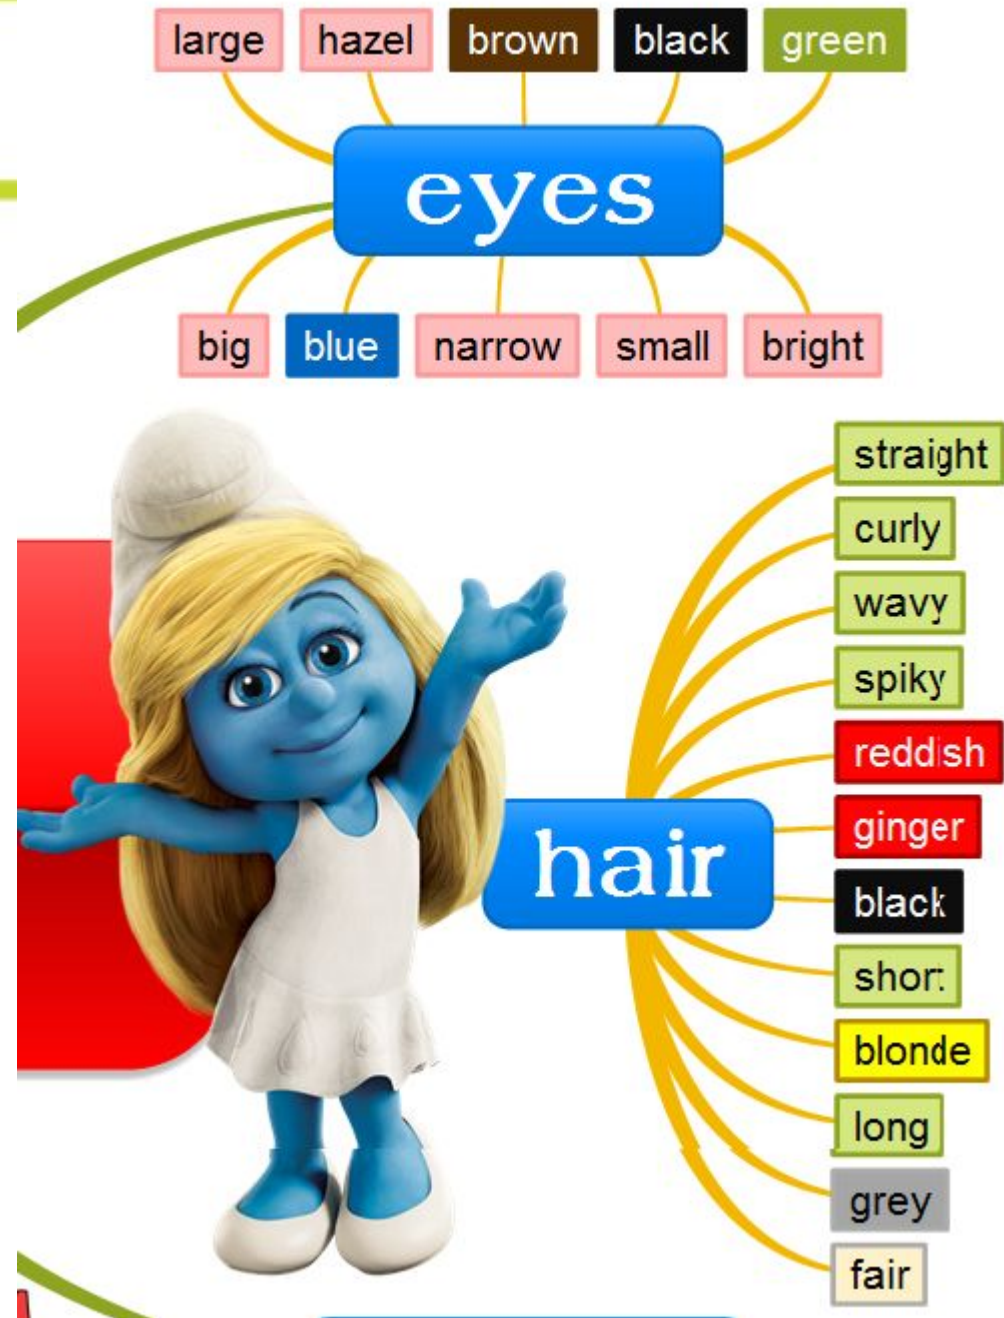 large hazel brown black green
eyes
big blue narrow small bright
straight
curly
wavy
spiky
reddish
ginger
hair
black
short
blonde
long
grey
fair